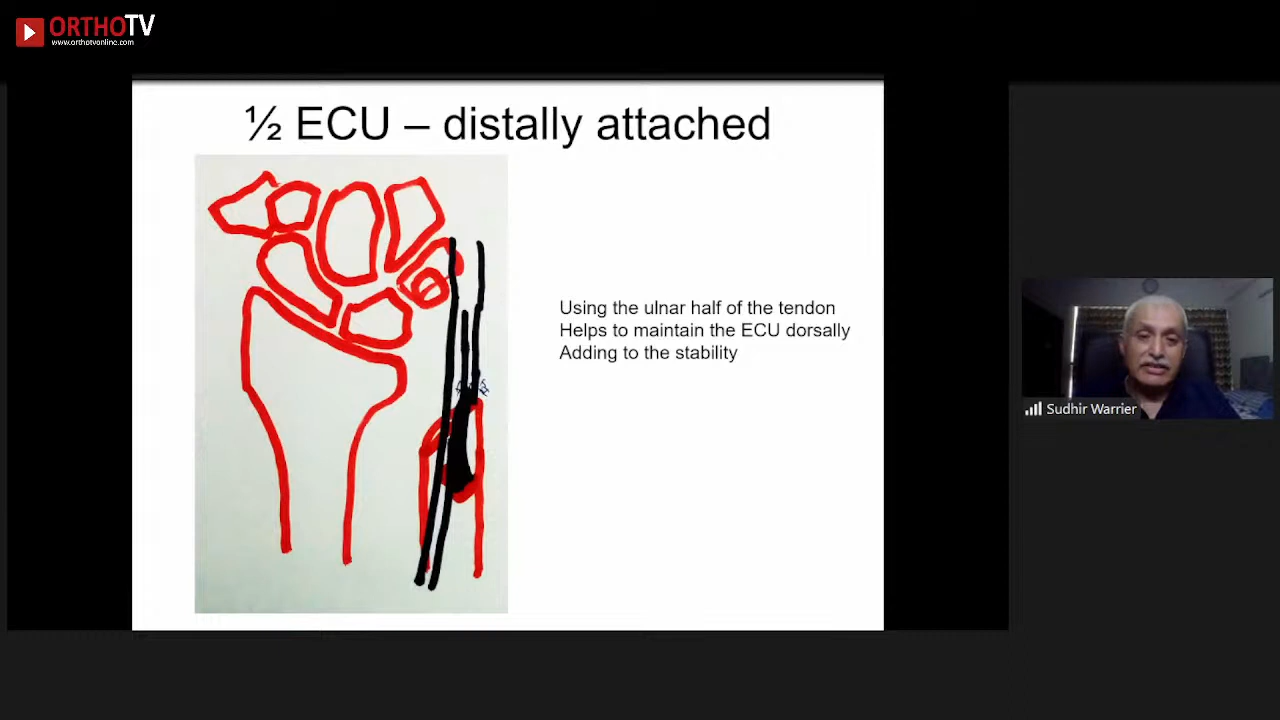 ORTHOTV
www.orthotvonline.com
½ ECU – distally attached
Using the ulnar half of the tendon
Helps to maintain the ECU dorsally
Adding to the stability
Sudhir Warrier